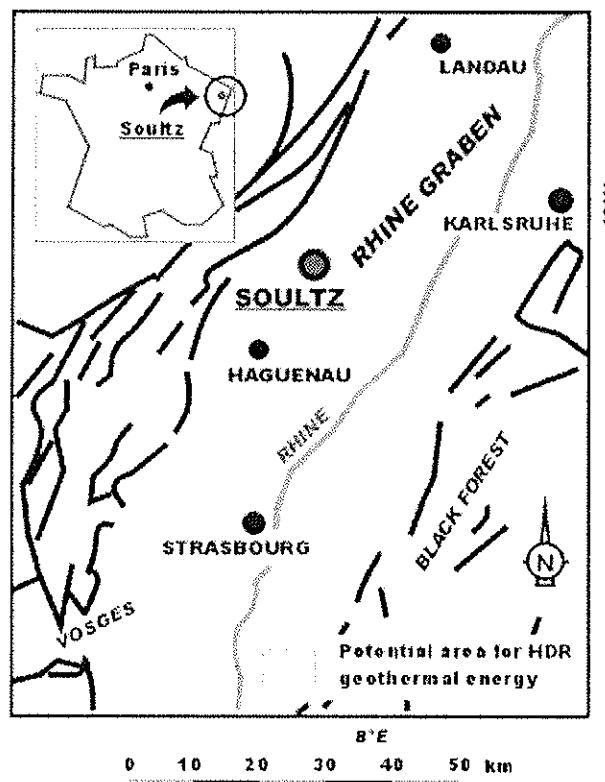 Paris
Soultz
LANDAU
RHINE GRABEN
KARLSRUHE
SOULTZ
HAGUENAU
RHINE
BLACK FOREST
STRASBOURG
N
VOSGES
Potential area for HDR
geothermal energy
8°E
0 10 20 30 40 50 km